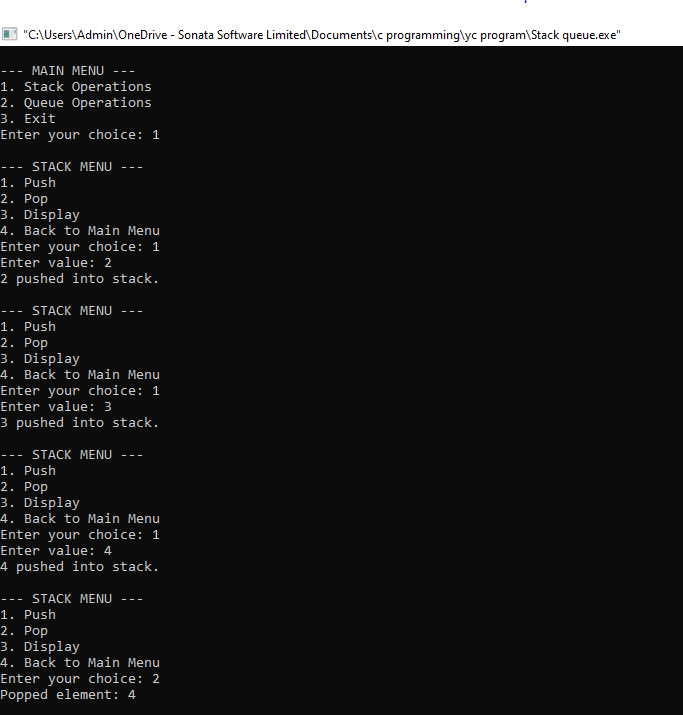 "C:\Users\Admin\OneDrive - Sonata Software Limited\Documents\c programming\yc program\Stack queue.exe"
--- MAIN MENU ---
1. Stack Operations
2. Queue Operations
3. Exit
Enter your choice: 1
--- STACK MENU ---
1. Push
2. Pop
3. Display
4. Back to Main Menu
Enter your choice: 1
Enter value: 2
2 pushed into stack.
--- STACK MENU ---
1. Push
2. Pop
3. Display
4. Back to Main Menu
Enter your choice: 1
Enter value: 3
3 pushed into stack.
--- STACK MENU ---
1. Push
2. Pop
3. Display
4. Back to Main Menu
Enter your choice: 1
Enter value: 4
4 pushed into stack.
--- STACK MENU ---
1. Push
2. Pop
3. Display
4. Back to Main Menu
Enter your choice: 2
Popped element: 4